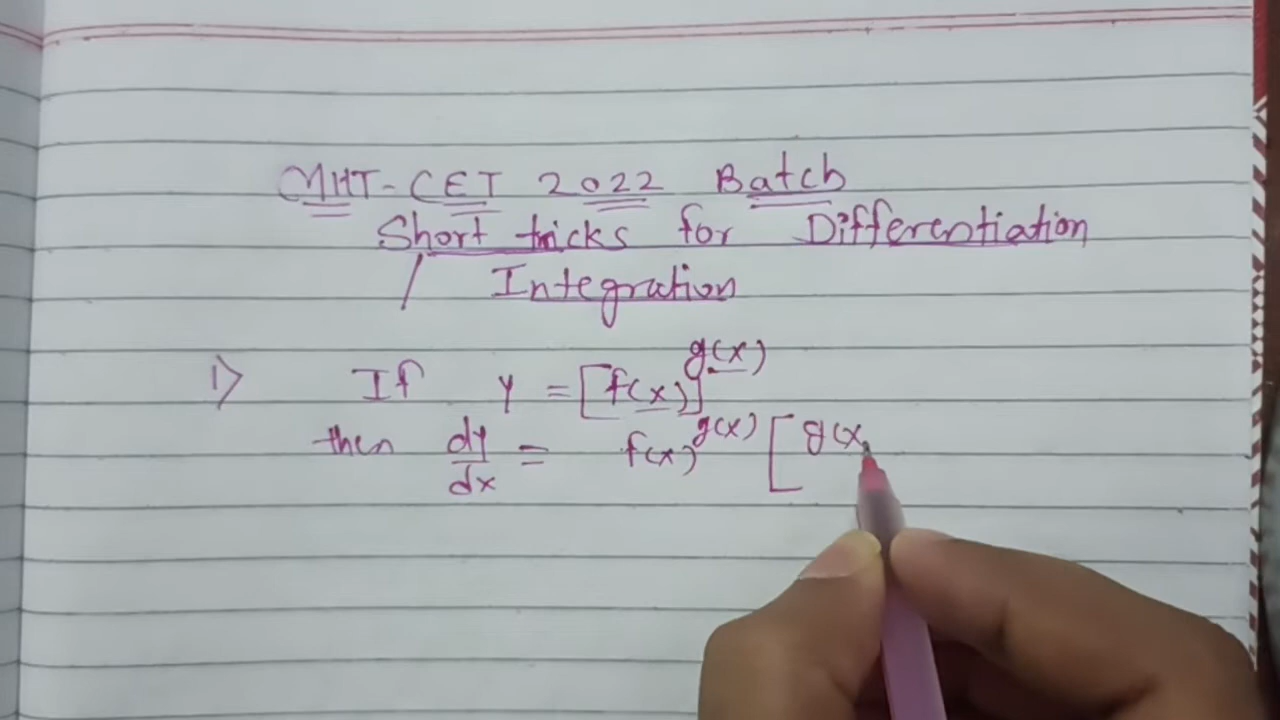 MHT-CET 2022 Batch
Short tricks for Differentiation
/ Integration
1) If y = [f(x)]^g(x)
then dy/dx = f(x)^g(x) [ g(x